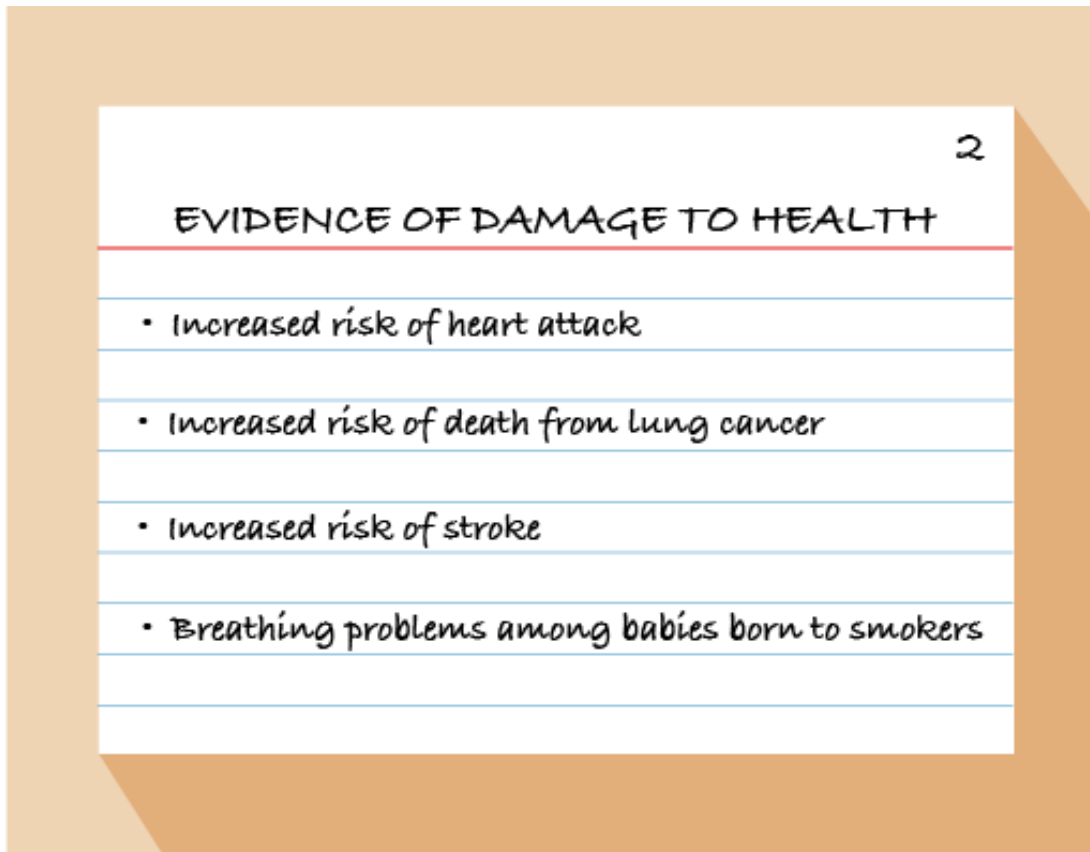 2
EVIDENCE OF DAMAGE TO HEALTH
• Increased risk of heart attack
• Increased risk of death from lung cancer
• Increased risk of stroke
• Breathing problems among babies born to smokers